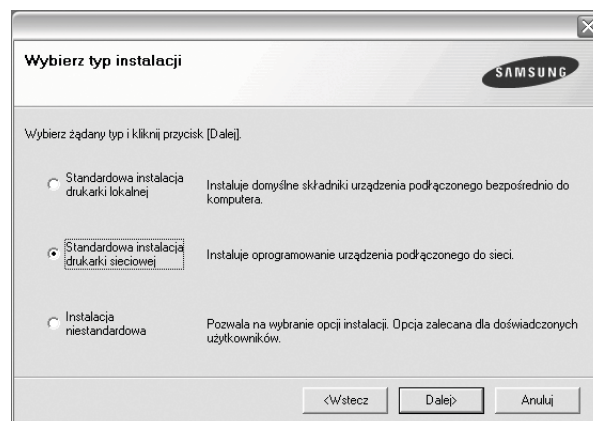 Wybierz typ instalacji
SAMSUNG
Wybierz żądany typ i kliknij przycisk [Dalej].
Standardowa instalacja
drukarki lokalnej
Instaluje domyślne składniki urządzenia podłączonego bezpośrednio do
komputera.
Standardowa instalacja
drukarki sieciowej
Instaluje oprogramowanie urządzenia podłączonego do sieci.
Instalacja
niestandardowa
Pozwala na wybranie opcji instalacji. Opcja zalecana dla doświadczonych
użytkowników.
<Wstecz
Dalej>
Anuluj